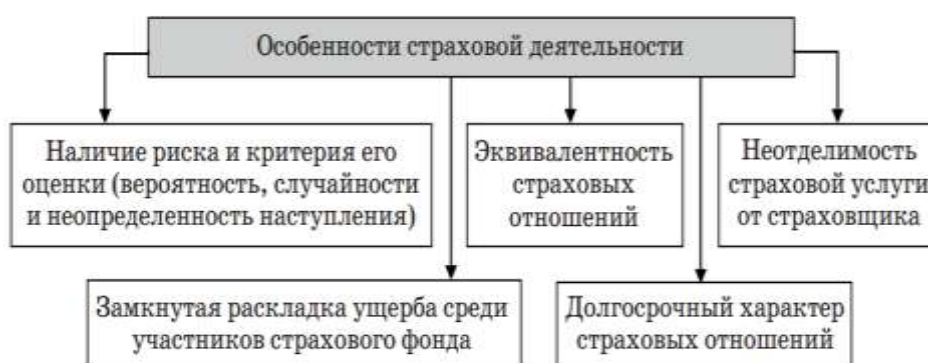 Особенности страховой деятельности
Наличие риска и критерия его
оценки (вероятность, случайности
и неопределенность наступления)
Эквивалентность
страховых
отношений
Неотделимость
страховой услуги
от страховщика
Замкнутая раскладка ущерба среди
участников страхового фонда
Долгосрочный характер
страховых отношений